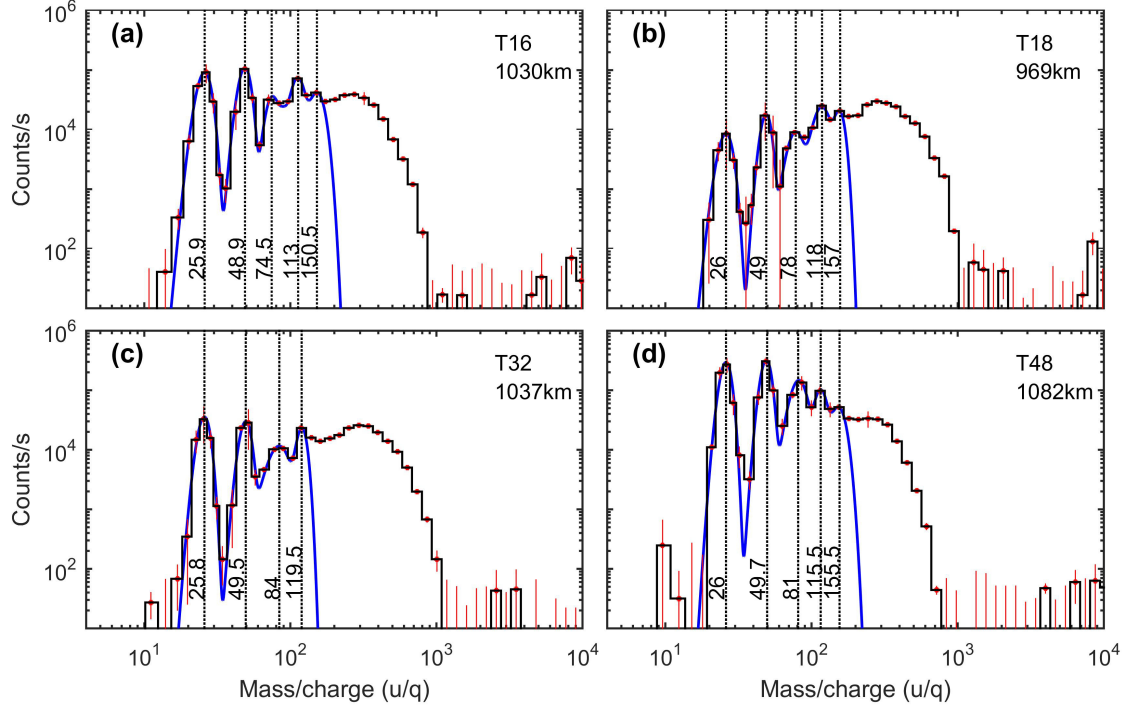 (a)
T16
1030km
10^6
10^4
10^2
Counts/s
25.9
48.9
74.5
113
150.5
(b)
T18
969km
26
49
78
118
157
(c)
T32
1037km
10^6
10^4
10^2
Counts/s
25.8
49.5
84
119.5
10^1
10^2
10^3
10^4
Mass/charge (u/q)
(d)
T48
1082km
26
49.7
81
115.5
155.5
10^1
10^2
10^3
10^4
Mass/charge (u/q)